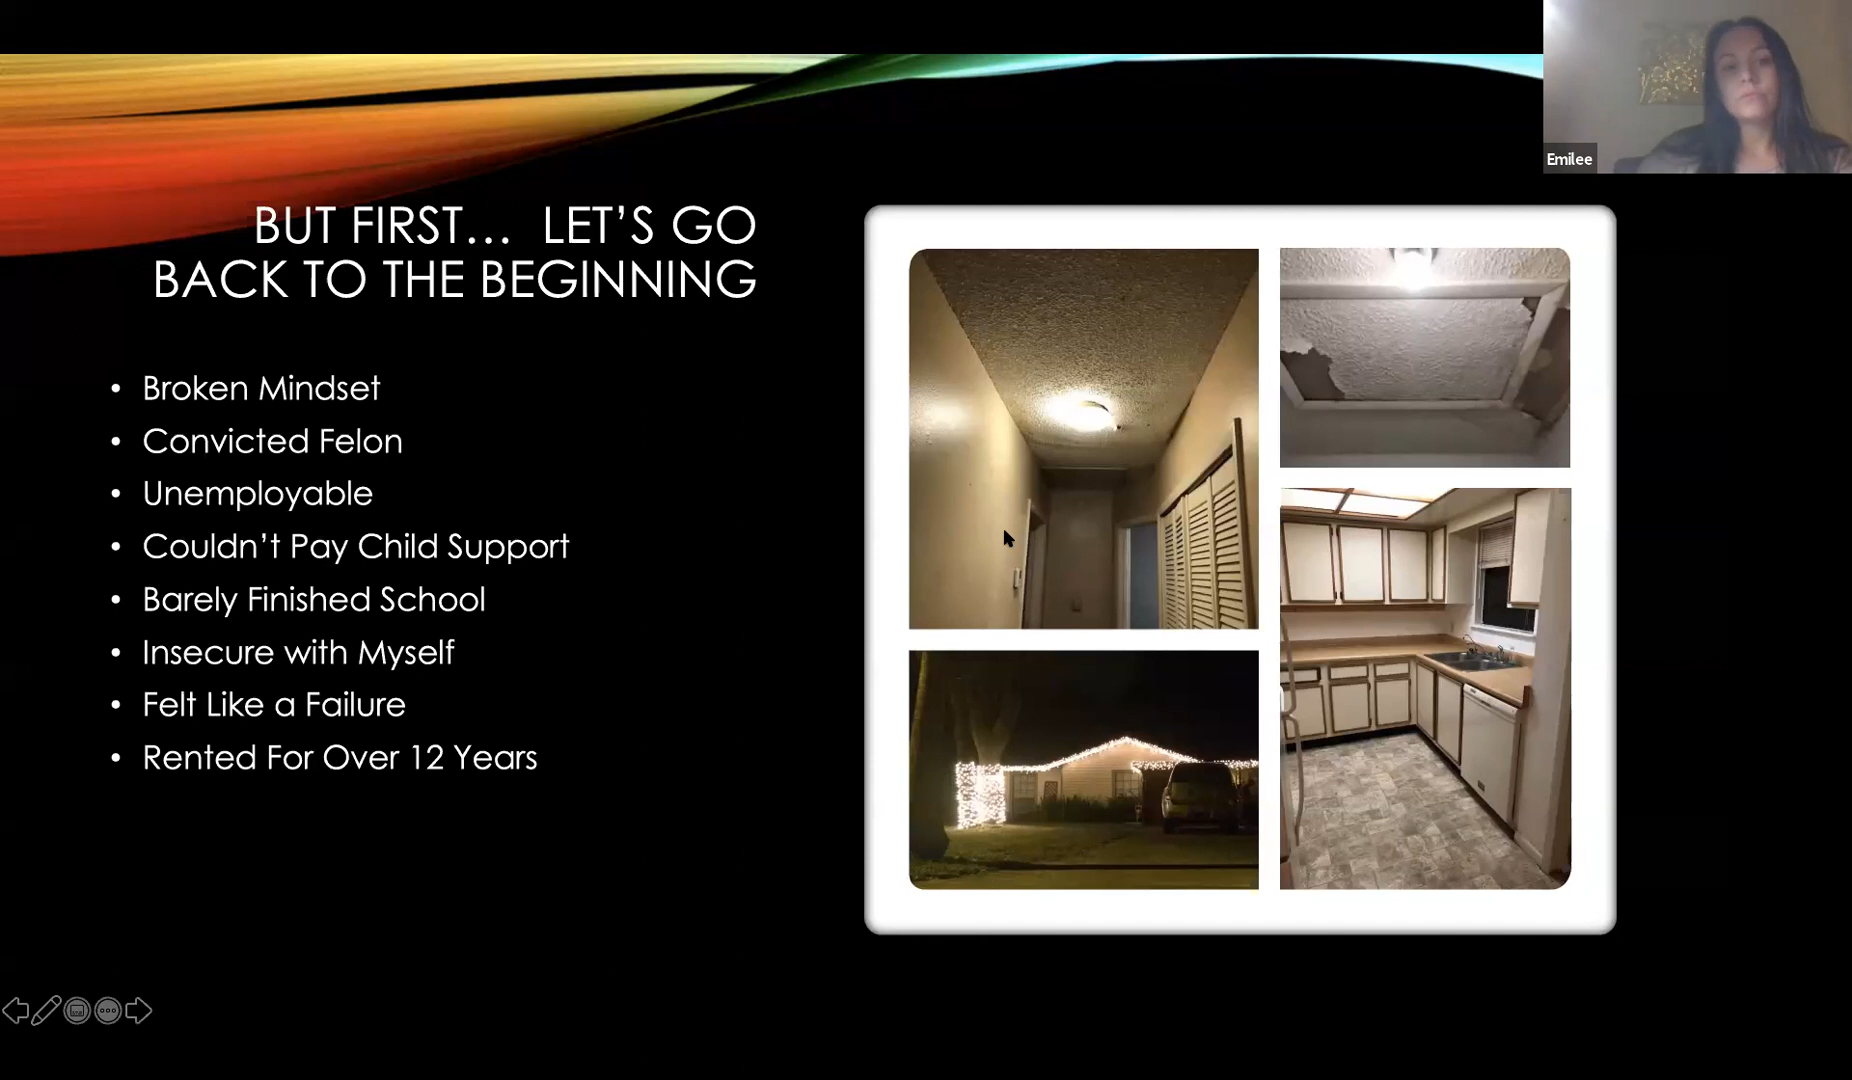 Emilee
BUT FIRST... LET’S GO
BACK TO THE BEGINNING
• Broken Mindset
• Convicted Felon
• Unemployable
• Couldn’t Pay Child Support
• Barely Finished School
• Insecure with Myself
• Felt Like a Failure
• Rented For Over 12 Years